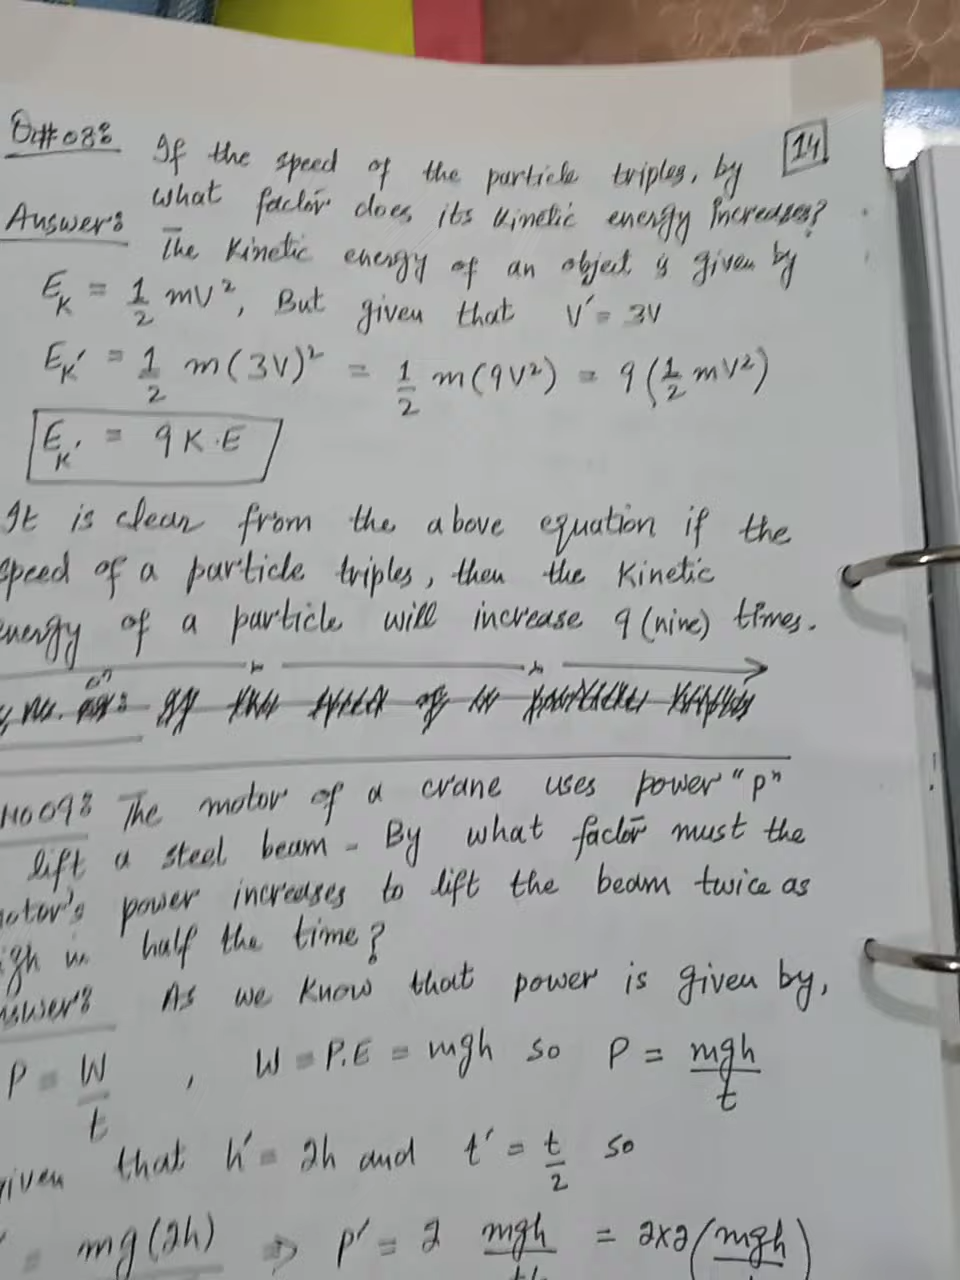 Q#08:
If the speed of the particle triples, by
14
what factor does its kinetic energy increases?
Answer:
The kinetic energy of an object is given by
E_K = 1/2 mv², But given that v' = 3v
E_K' = 1/2 m(3v)² = 1/2 m(9v²) = 9(1/2 mv²)
E_K' = 9 K.E
It is clear from the above equation if the
speed of a particle triples, then the kinetic
energy of a particle will increase 9 (nine) times.
No 09: The motor of a crane uses power "p"
lift a steel beam. By what factor must the
motor's power increases to lift the beam twice as
igh in half the time?
nswer: As we know that power is given by,
P = W/t , W = P.E = mgh so P = mgh/t
given that h' = 2h and t' = t/2 so
= mg(2h) ⇒ p' = 2 mgh = 2x2(mgh)